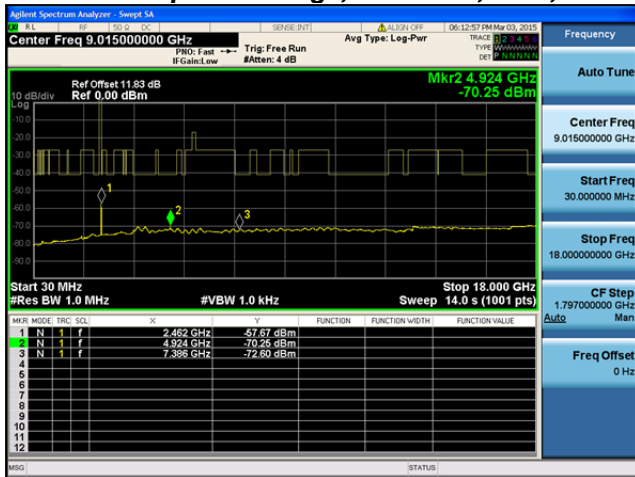 Agilent Spectrum Analyzer - Swept SA
RL RF 50 Ω DC SENSE:INT ALIGN OFF 06:12:57 PM Mar 03, 2015
Center Freq 9.015000000 GHz
PNO: Fast
IFGain:Low
Trig: Free Run
#Atten: 4 dB
Avg Type: Log-Pwr
TRACE 1 2 3 4 5 6
TYPE
DET P N N N N N
Mkr2 4.924 GHz
-70.25 dBm
Ref Offset 11.83 dB
10 dB/div Ref 0.00 dBm
Log
-10.0
-20.0
-30.0
-40.0
-50.0
-60.0
-70.0
-80.0
-90.0
1
2
3
Start 30 MHz Stop 18.000 GHz
#Res BW 1.0 MHz #VBW 1.0 kHz Sweep 14.0 s (1001 pts)
MKR MODE TRC SCL X Y FUNCTION FUNCTION WIDTH FUNCTION VALUE
1 N 1 f 2.462 GHz -57.67 dBm
2 N 1 f 4.924 GHz -70.25 dBm
3 N 1 f 7.386 GHz -72.60 dBm
4
5
6
7
8
9
10
11
12
MSG STATUS
Frequency
Auto Tune
Center Freq
9.015000000 GHz
Start Freq
30.000000 MHz
Stop Freq
18.000000000 GHz
CF Step
1.797000000 GHz
Auto Man
Freq Offset
0 Hz